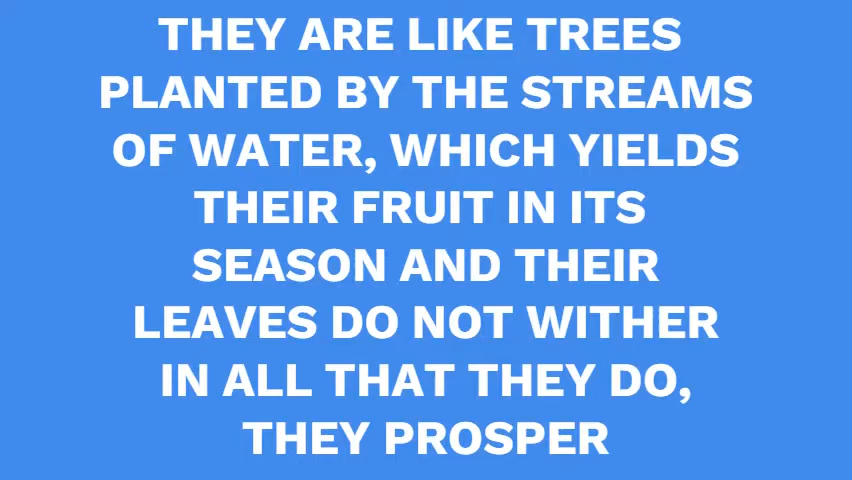 THEY ARE LIKE TREES
PLANTED BY THE STREAMS
OF WATER, WHICH YIELDS
THEIR FRUIT IN ITS
SEASON AND THEIR
LEAVES DO NOT WITHER
IN ALL THAT THEY DO,
THEY PROSPER